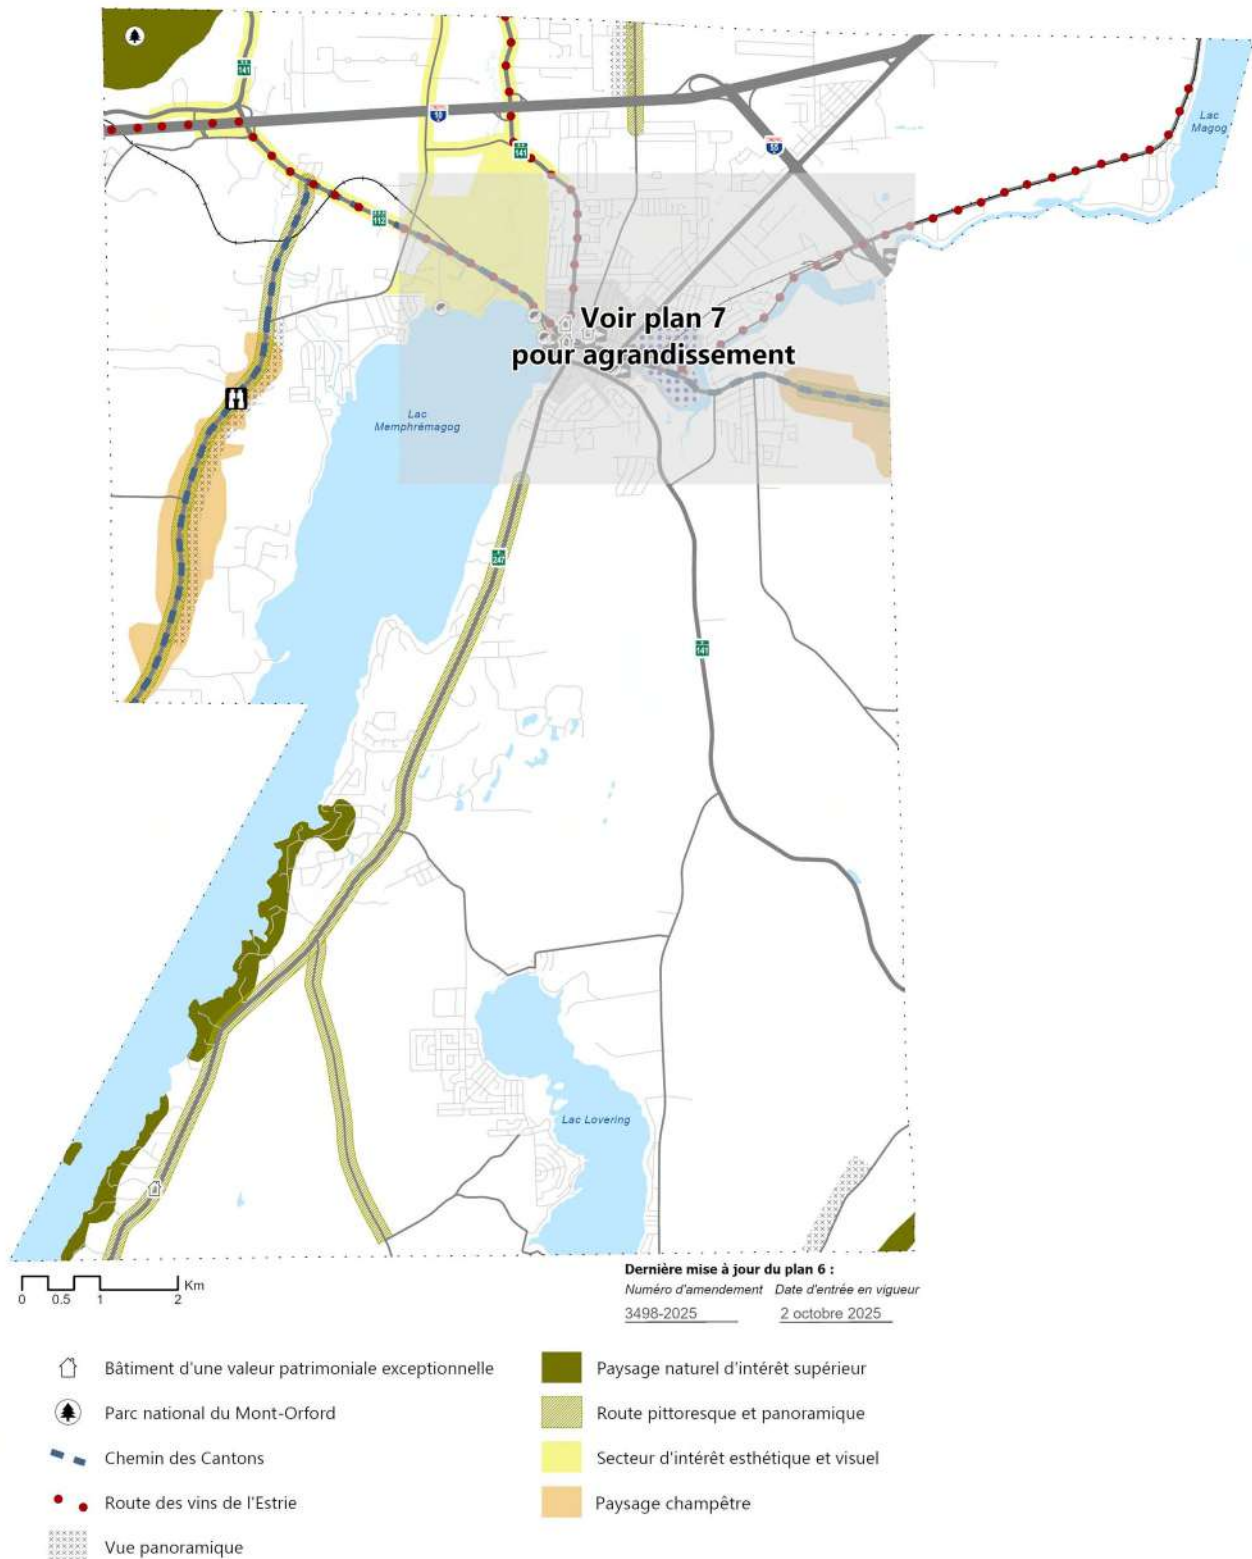 141
10
141
55
Lac
Magog
112
Voir plan 7
pour agrandissement
Lac
Memphrémagog
247
141
Lac Lovering
Km
0 0.5 1 2
Dernière mise à jour du plan 6 :
Numéro d'amendement Date d'entrée en vigueur
3498-2025 2 octobre 2025
Bâtiment d'une valeur patrimoniale exceptionnelle
Paysage naturel d'intérêt supérieur
Parc national du Mont-Orford
Route pittoresque et panoramique
Chemin des Cantons
Secteur d'intérêt esthétique et visuel
Route des vins de l'Estrie
Paysage champêtre
Vue panoramique